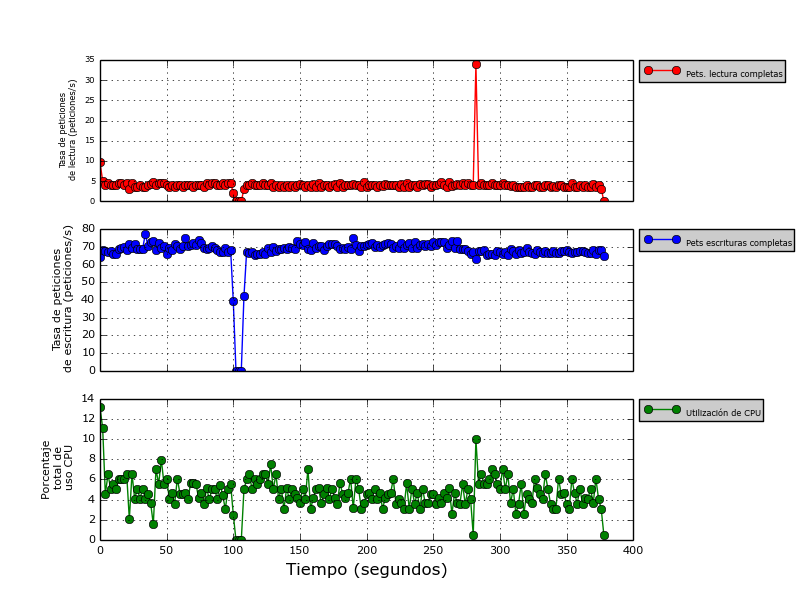 35
30
25
20
15
10
5
0
Tasa de peticiones
de lectura (peticiones/s)
Pets. lectura completas
80
70
60
50
40
30
20
10
0
Tasa de peticiones
de escritura (peticiones/s)
Pets escrituras completas
14
12
10
8
6
4
2
0
Porcentaje
total de
uso CPU
Utilización de CPU
0 50 100 150 200 250 300 350 400
Tiempo (segundos)